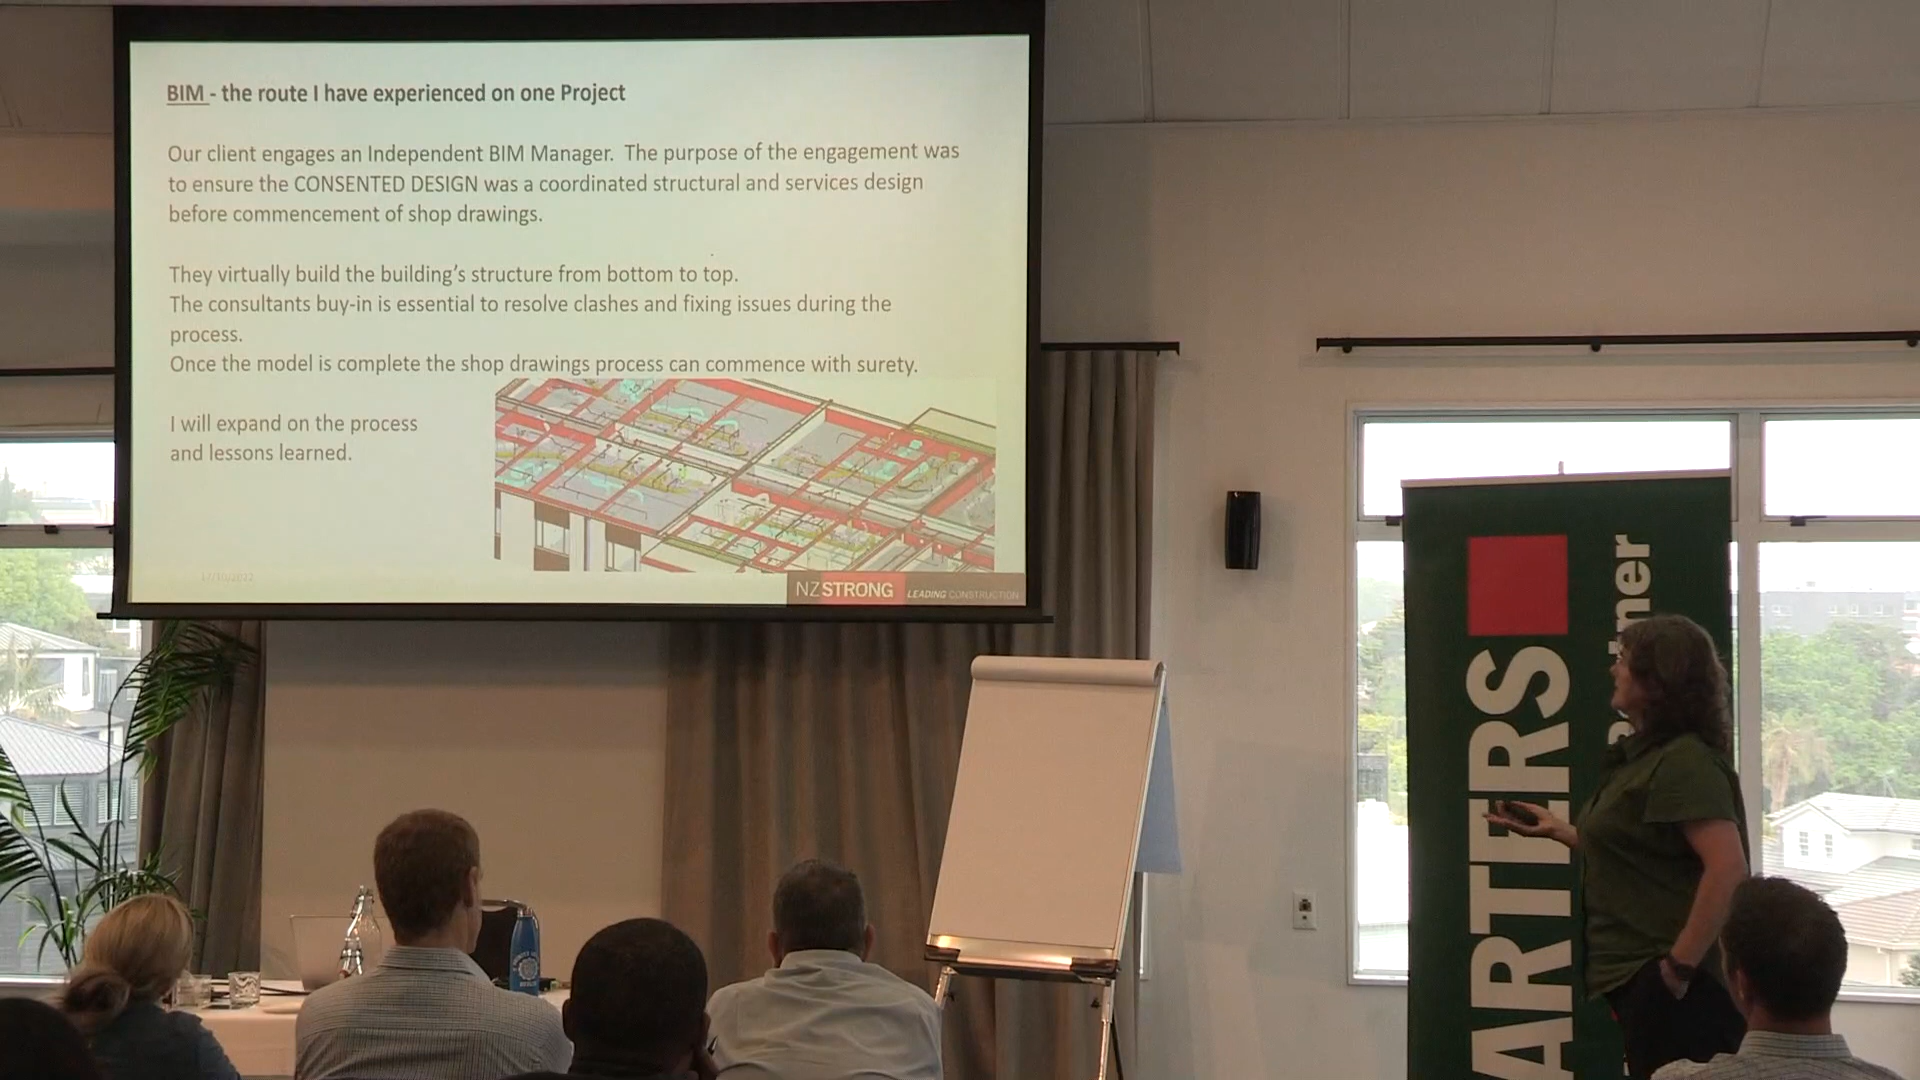 BIM - the route I have experienced on one Project
Our client engages an Independent BIM Manager. The purpose of the engagement was
to ensure the CONSENTED DESIGN was a coordinated structural and services design
before commencement of shop drawings.
They virtually build the building's structure from bottom to top.
The consultants buy-in is essential to resolve clashes and fixing issues during the
process.
Once the model is complete the shop drawings process can commence with surety.
I will expand on the process
and lessons learned.
NZSTRONG LEADING CONSTRUCTION
ARTERS